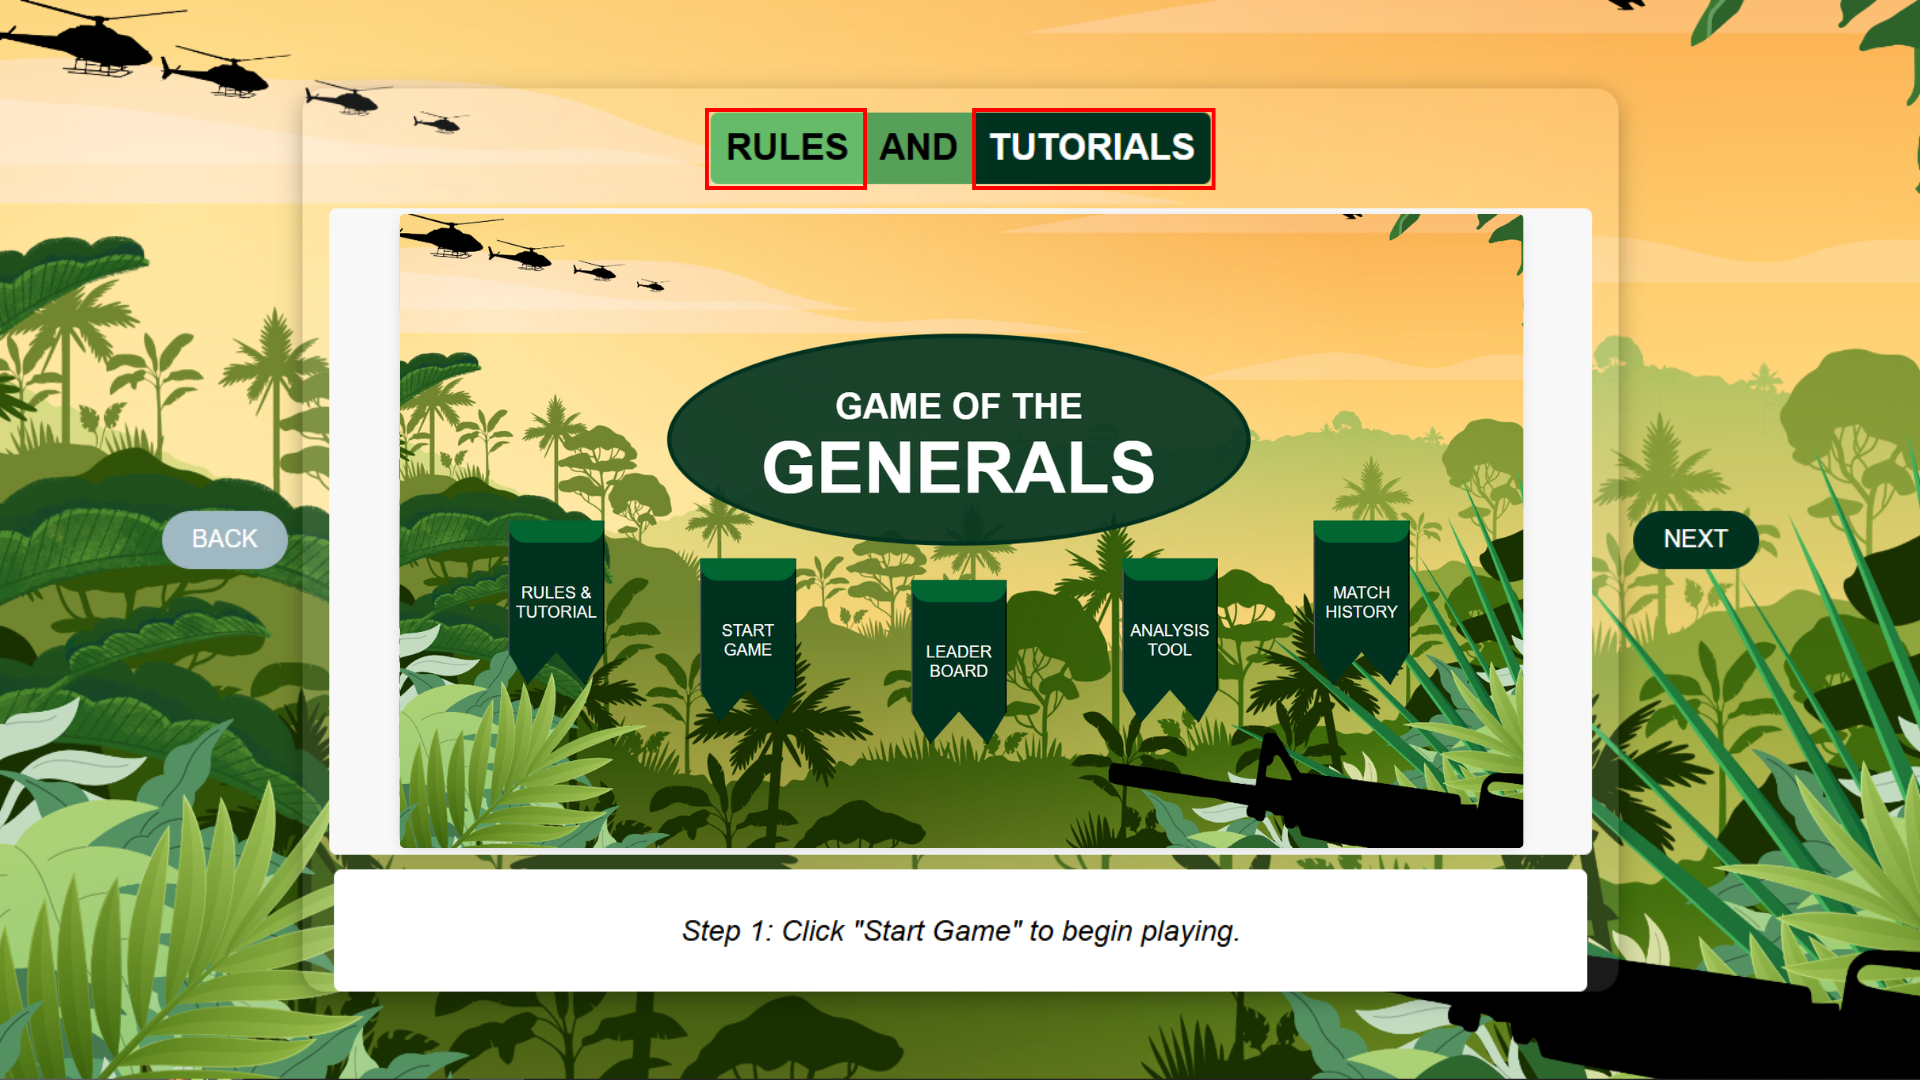 RULES AND TUTORIALS
GAME OF THE
GENERALS
BACK
NEXT
RULES &
TUTORIAL
START
GAME
LEADER
BOARD
ANALYSIS
TOOL
MATCH
HISTORY
Step 1: Click "Start Game" to begin playing.